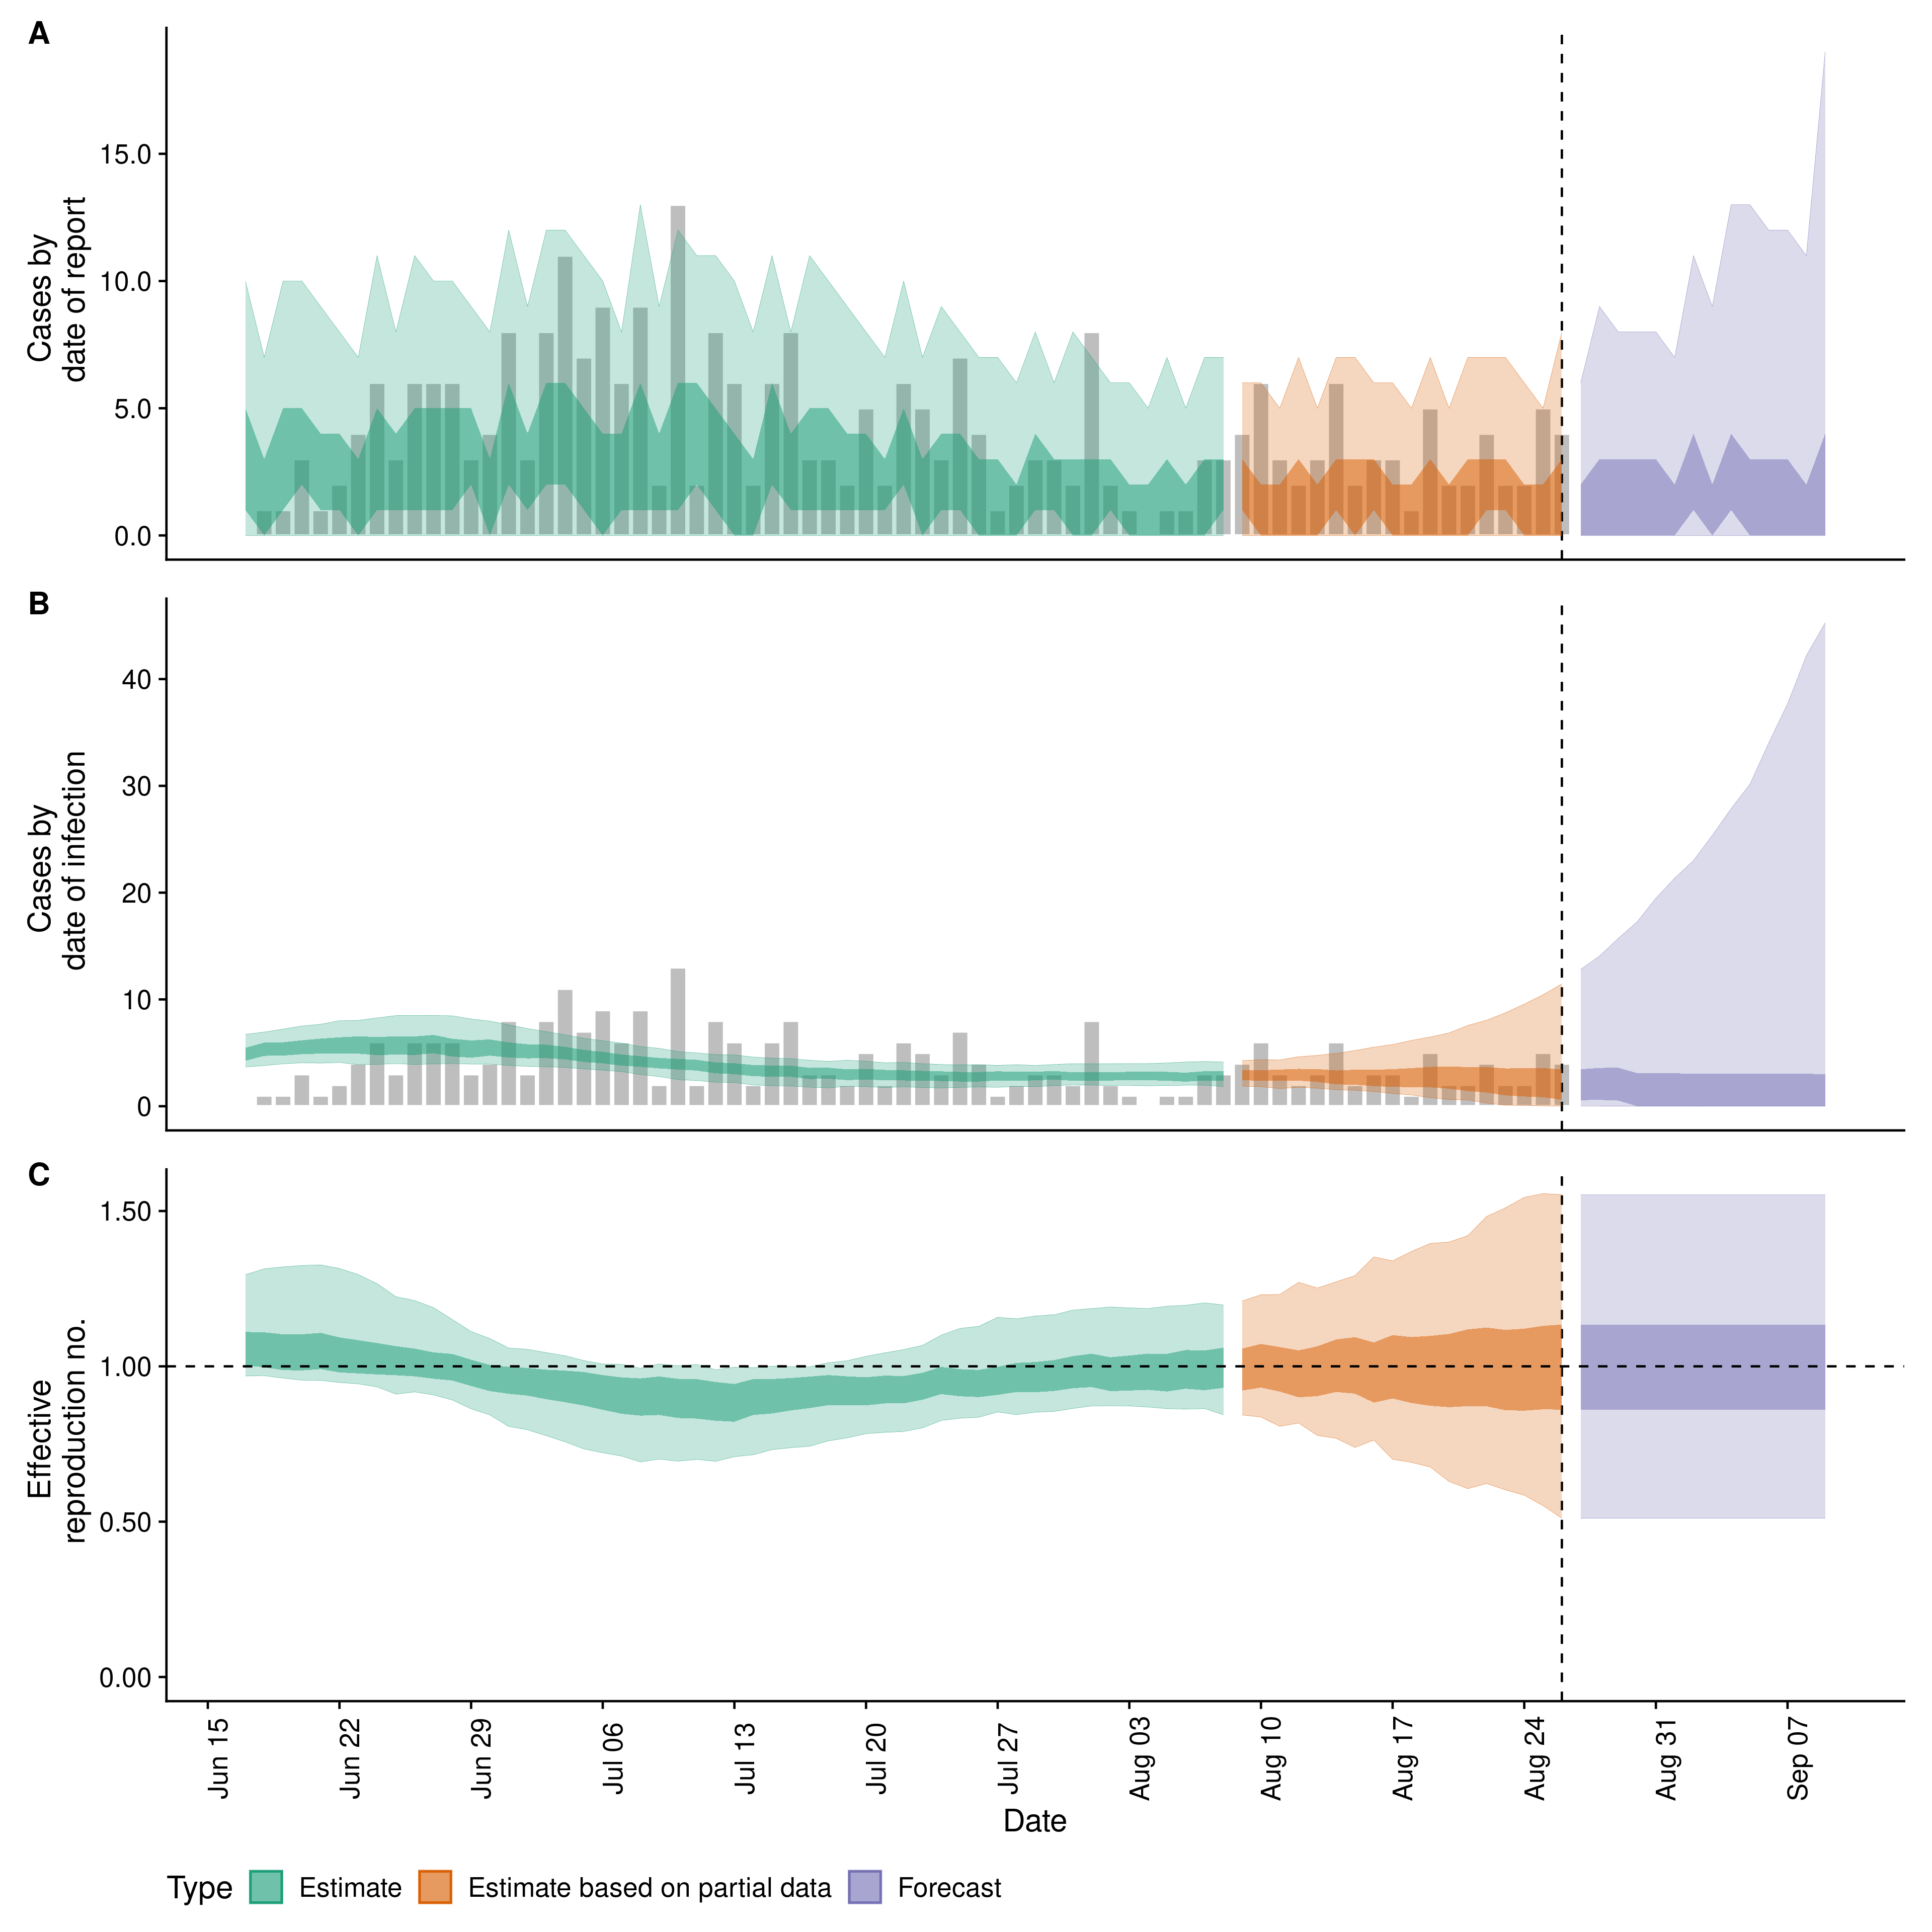 A
Cases by
date of report
15.0
10.0
5.0
0.0
B
Cases by
date of infection
40
30
20
10
0
C
Effective
reproduction no.
1.50
1.00
0.50
0.00
Jun 15
Jun 22
Jun 29
Jul 06
Jul 13
Jul 20
Jul 27
Aug 03
Aug 10
Aug 17
Aug 24
Aug 31
Sep 07
Date
Type
Estimate
Estimate based on partial data
Forecast